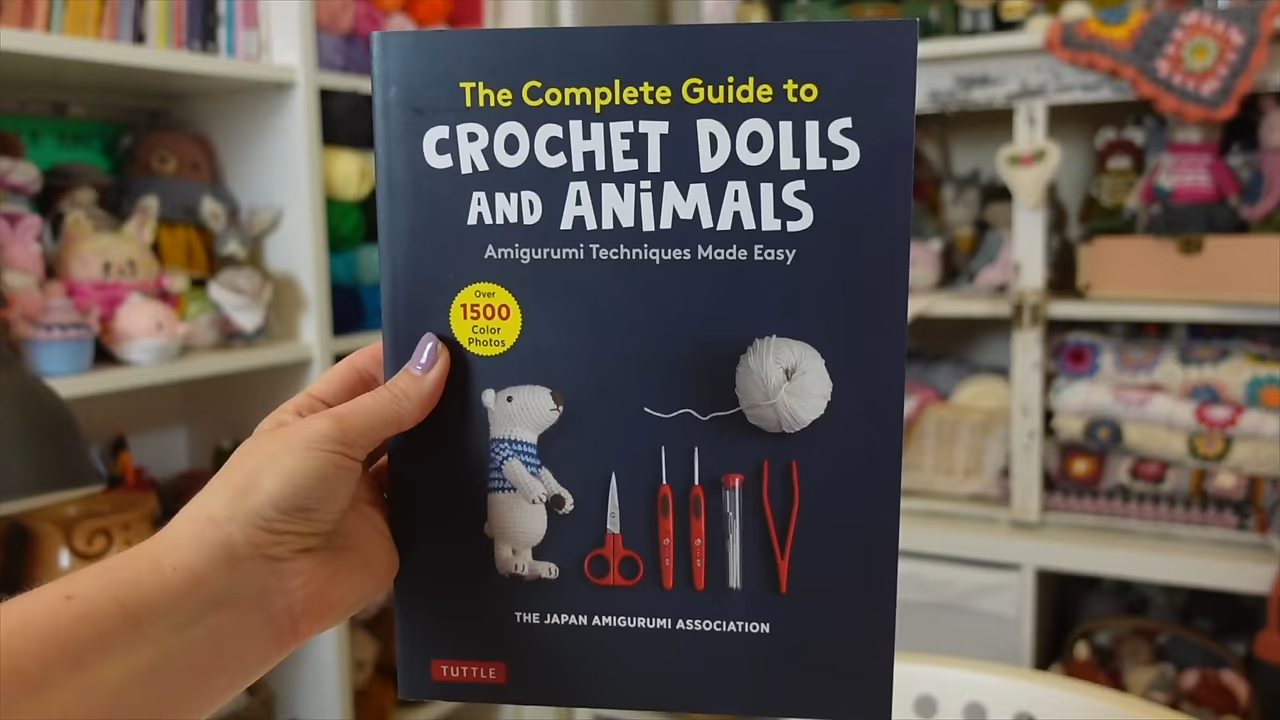 The Complete Guide to
CROCHET DOLLS
AND ANiMALS
Amigurumi Techniques Made Easy
Over
1500
Color
Photos
THE JAPAN AMIGURUMI ASSOCIATION
TUTTLE